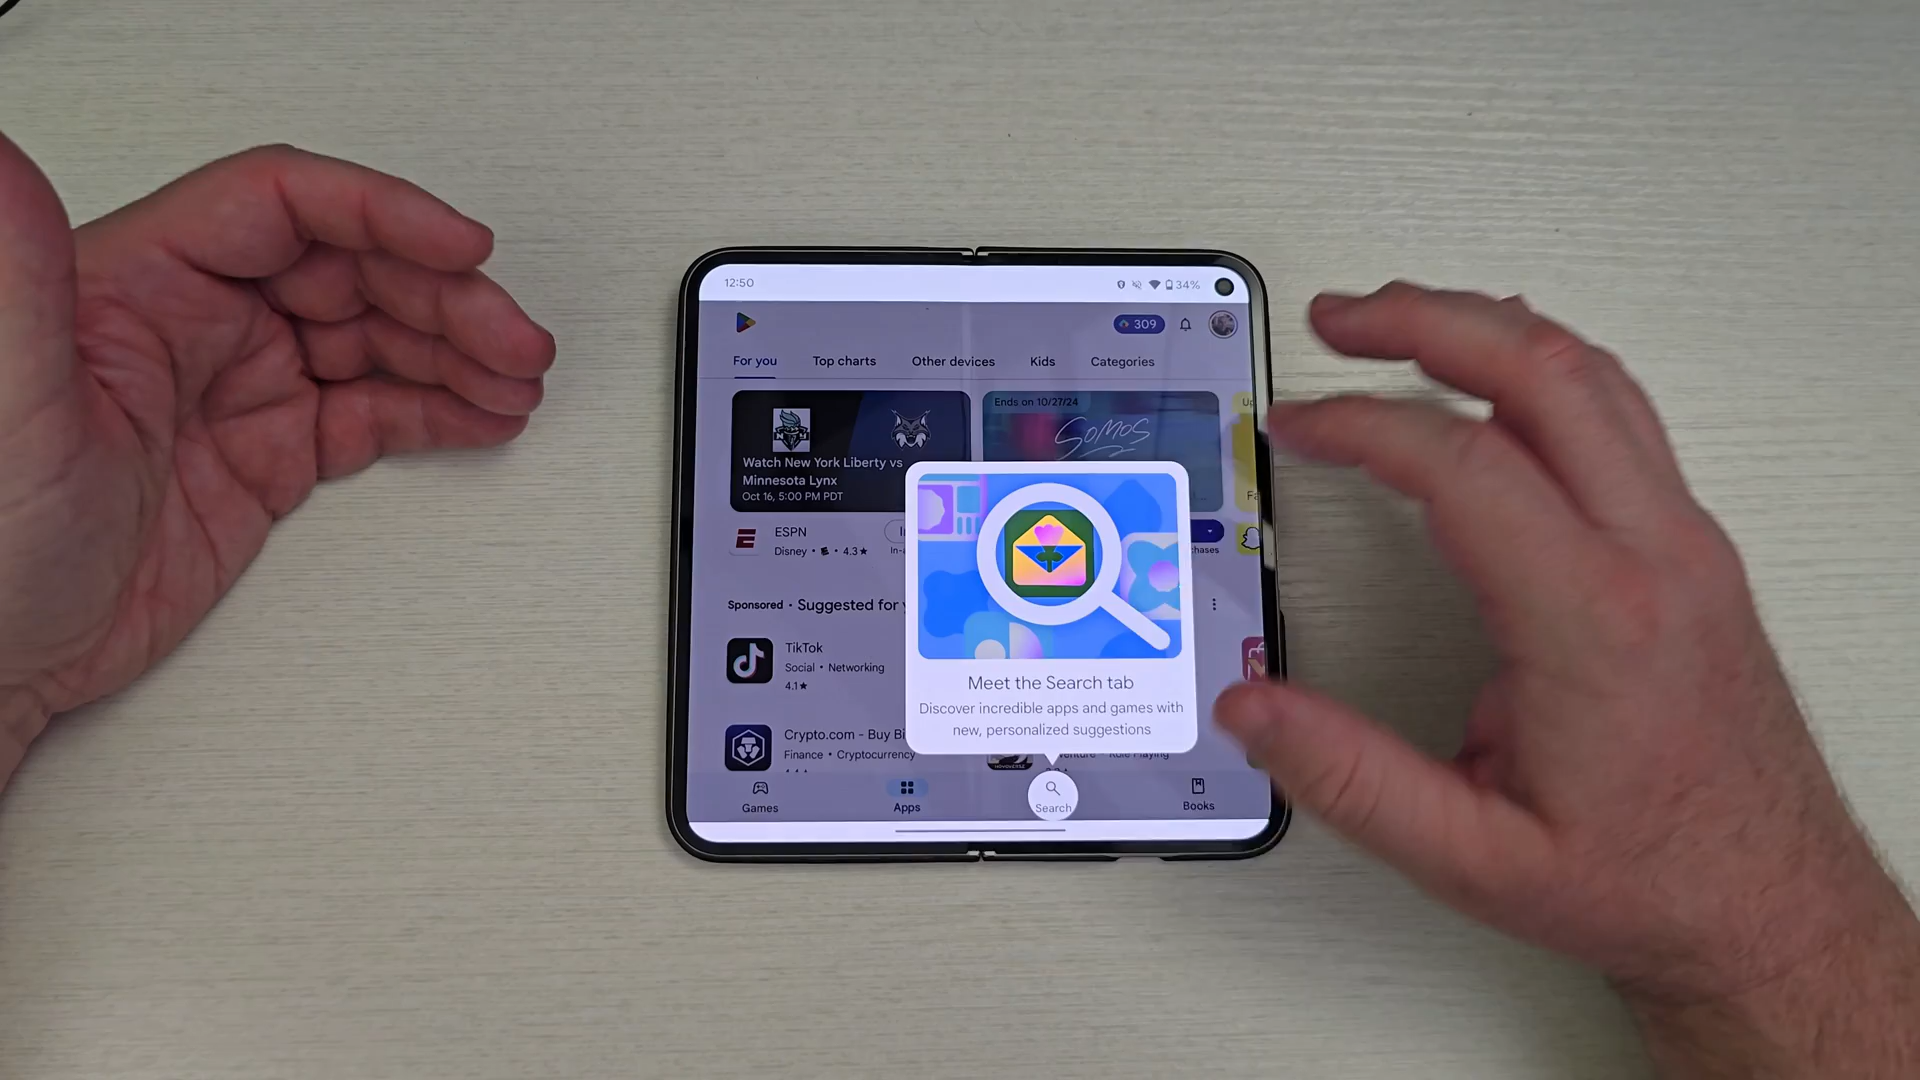 12:50
34%
309
For you Top charts Other devices Kids Categories
Watch New York Liberty vs
Minnesota Lynx
Oct 16, 5:00 PM PDT
Ends on 10/27/24
SOMOS
ESPN
Disney • 4.3★
Sponsored • Suggested for
TikTok
Social • Networking
4.1★
Crypto.com - Buy Bi
Finance • Cryptocurrency
Meet the Search tab
Discover incredible apps and games with
new, personalized suggestions
Games
Apps
Search
Books